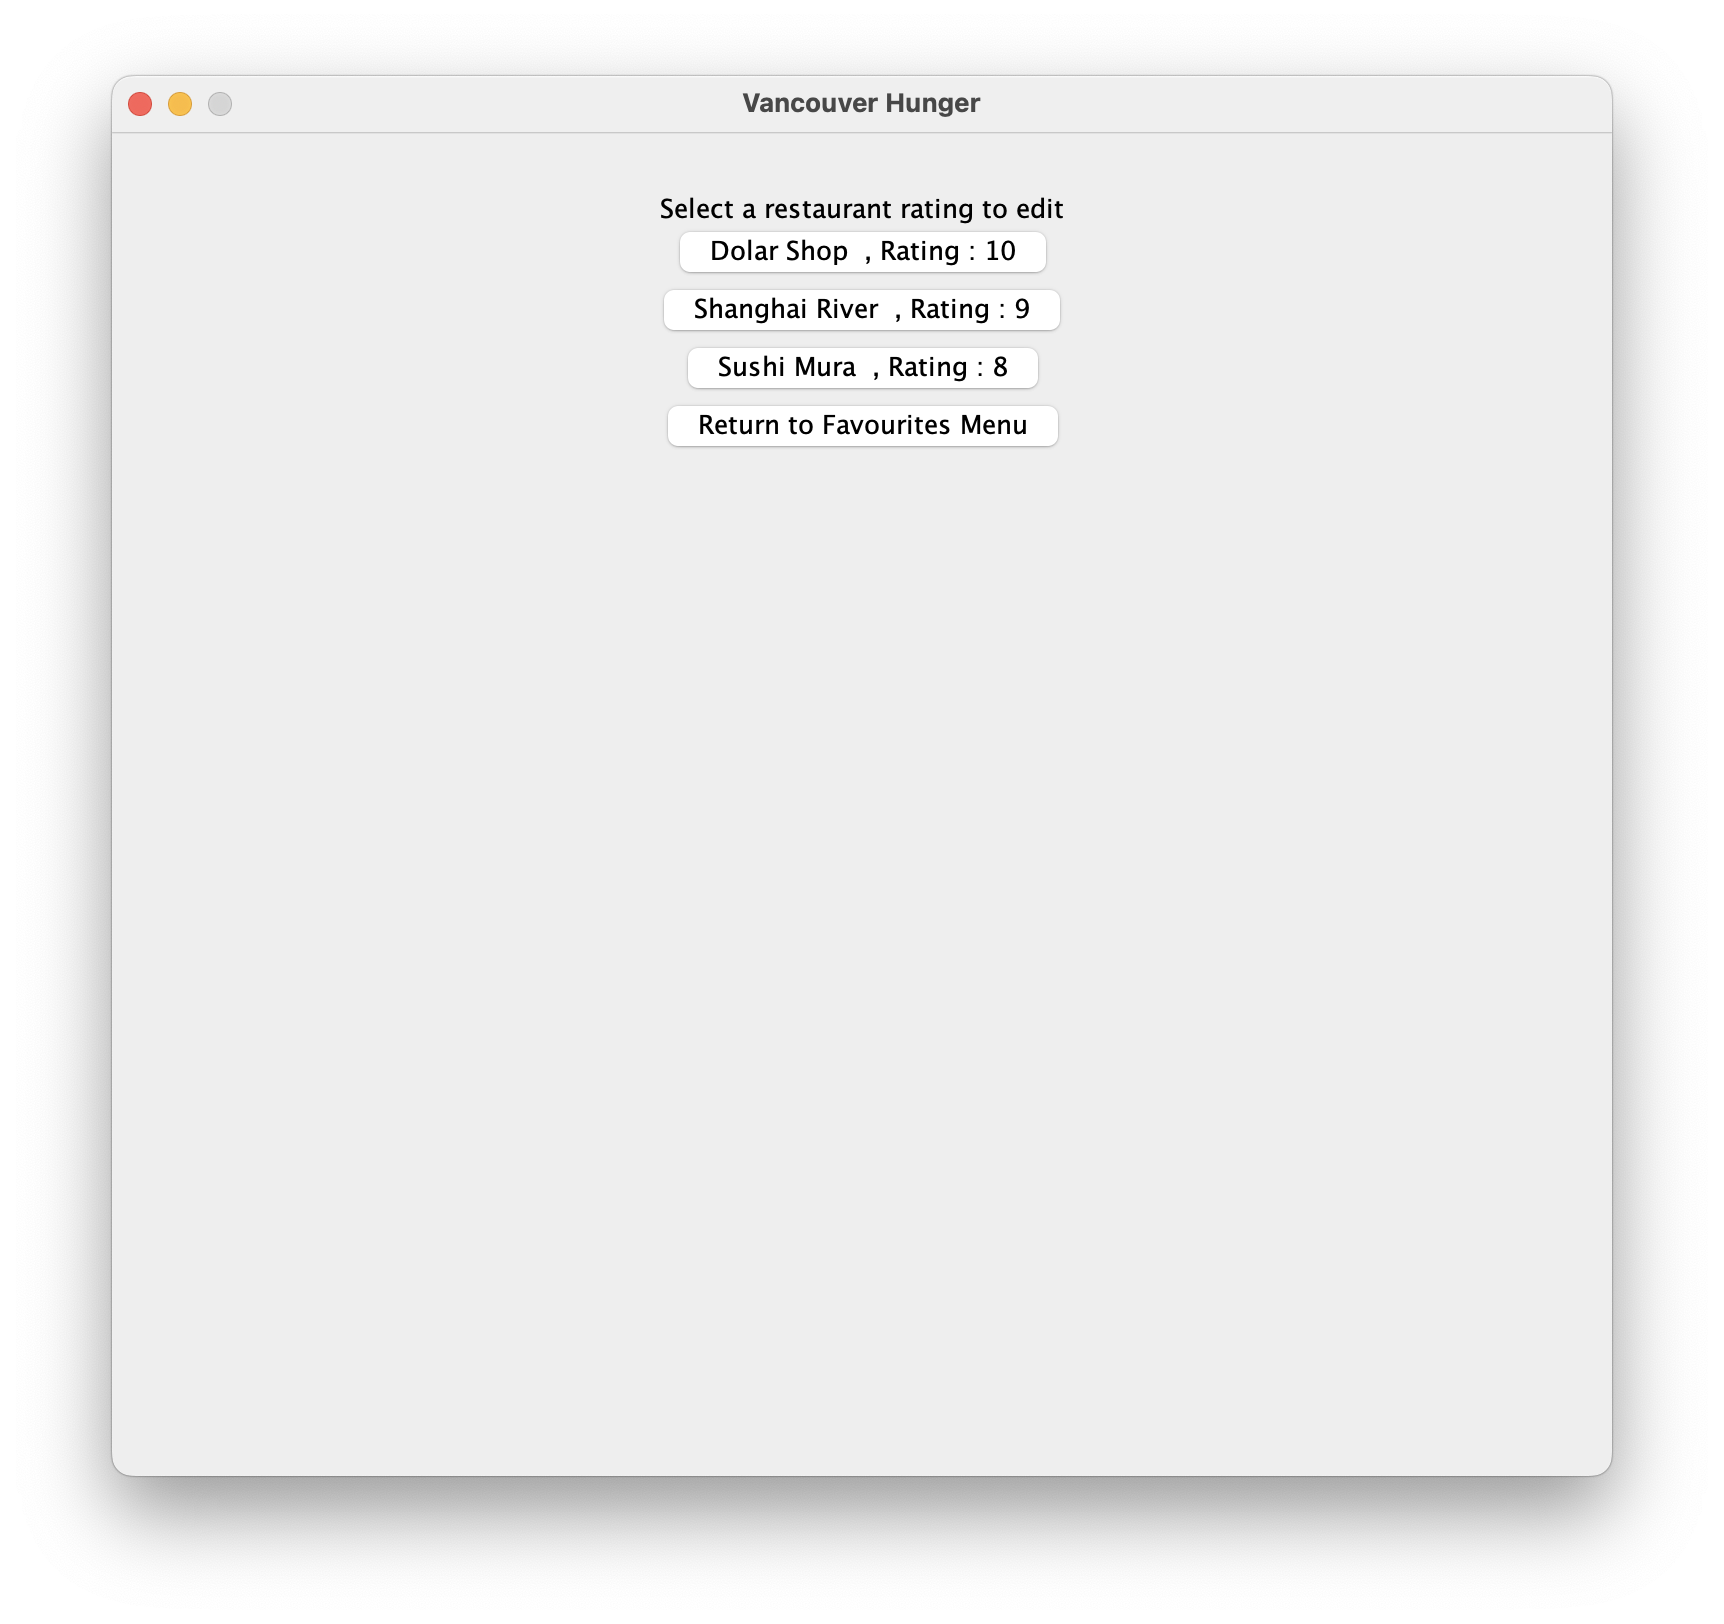 Vancouver Hunger
Select a restaurant rating to edit
Dolar Shop  , Rating : 10
Shanghai River  , Rating : 9
Sushi Mura  , Rating : 8
Return to Favourites Menu